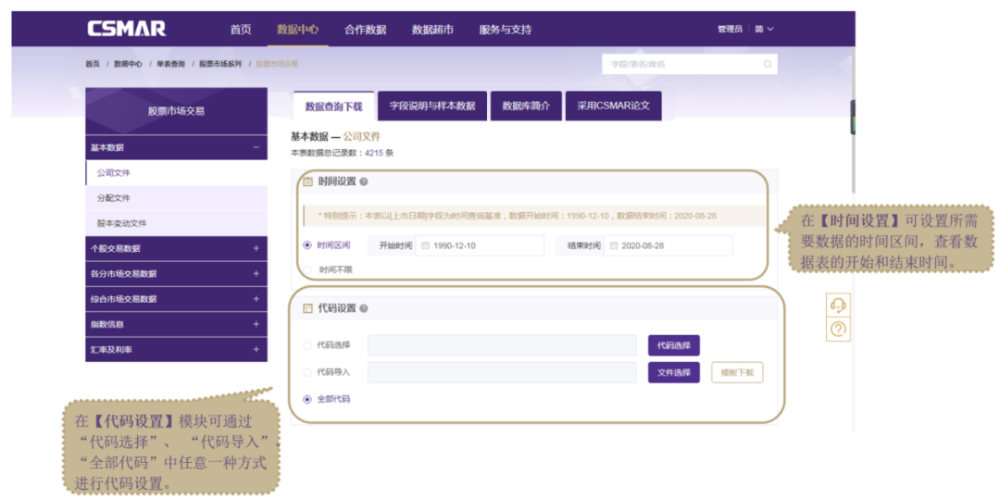 CSMAR
首页 数据中心 合作数据 数据超市 服务与支持
管理员 简
首页 / 数据中心 / 单表查询 / 股票市场系列 / 股票市场交易
字段/表名/库名
股票市场交易
基本数据 −
公司文件
分配文件
股本变动文件
个股交易数据 +
各分市场交易数据 +
综合市场交易数据 +
指数信息 +
汇率及利率 +
数据查询下载 字段说明与样本数据 数据库简介 采用CSMAR论文
基本数据 — 公司文件
本表数据总记录数：4215 条
时间设置
*特别提示：本表以[上市日期]字段为时间查询基准，数据开始时间：1990-12-10，数据结束时间：2020-08-28
时间区间 开始时间 1990-12-10 结束时间 2020-08-28
时间不限
代码设置
代码选择 代码选择
代码导入 文件选择 模板下载
全部代码
在【时间设置】可设置所需
要数据的时间区间，查看数
据表的开始和结束时间。
在【代码设置】模块可通过
“代码选择”、“代码导入”、
“全部代码”中任意一种方式
进行代码设置。